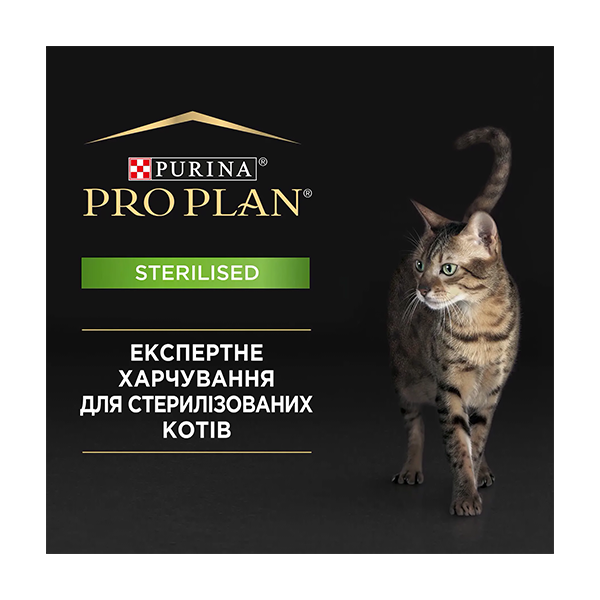 PURINA®
PRO PLAN®
STERILISED
ЕКСПЕРТНЕ
ХАРЧУВАННЯ
ДЛЯ СТЕРИЛІЗОВАНИХ
КОТІВ